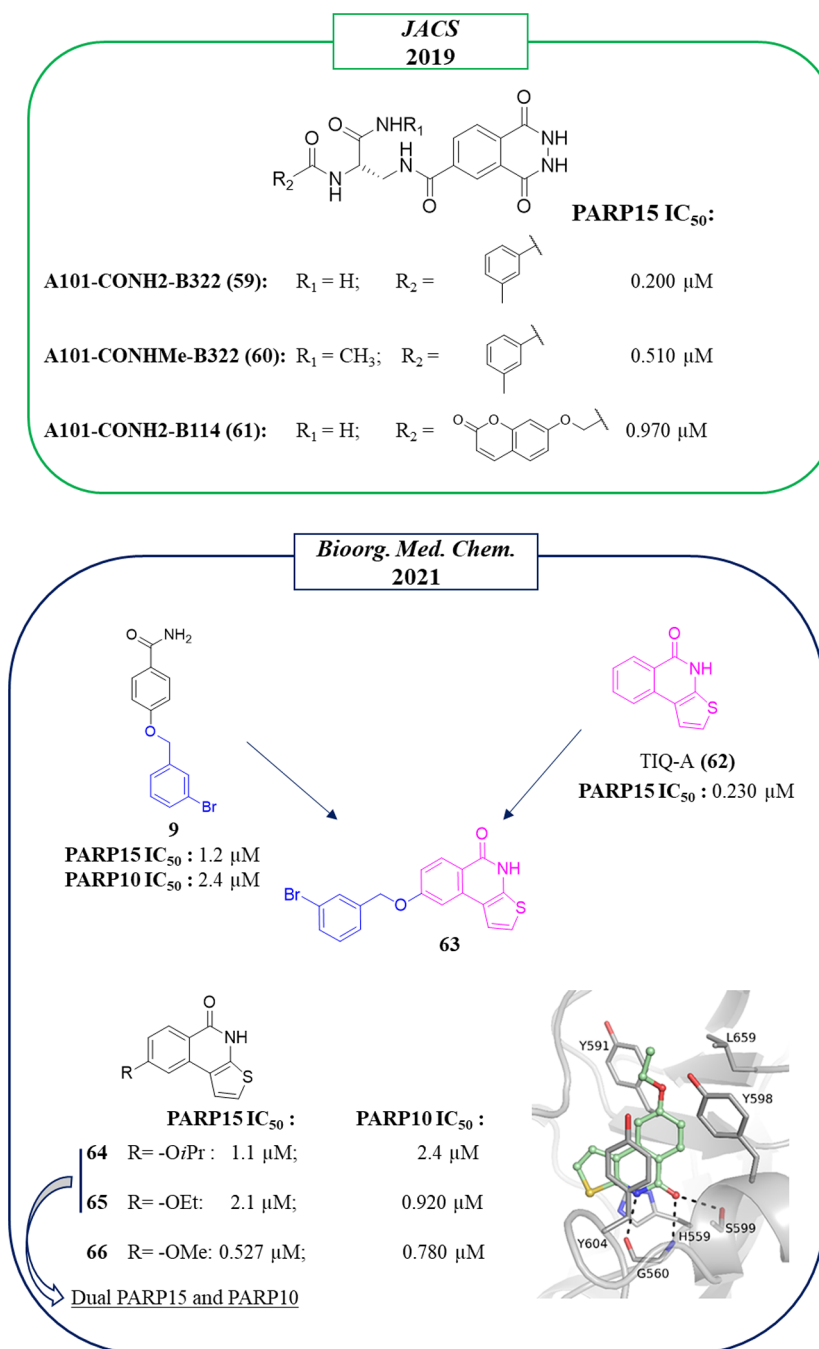 JACS
2019
O
NHR1
O
H
N
R2
N
H
O
O
NH
NH
O
PARP15 IC50:
A101-CONH2-B322 (59): R1 = H; R2 = 0.200 µM
A101-CONHMe-B322 (60): R1 = CH3; R2 = 0.510 µM
A101-CONH2-B114 (61): R1 = H; R2 = O O O 0.970 µM
Bioorg. Med. Chem.
2021
O NH2
O
Br
9
PARP15 IC50 : 1.2 µM
PARP10 IC50 : 2.4 µM
O
NH
S
TIQ-A (62)
PARP15 IC50 : 0.230 µM
O
NH
S
Br
O
63
O
NH
S
R
PARP15 IC50 : PARP10 IC50 :
64 R= -OiPr : 1.1 µM; 2.4 µM
65 R= -OEt: 2.1 µM; 0.920 µM
66 R= -OMe: 0.527 µM; 0.780 µM
Dual PARP15 and PARP10
Y591
L659
Y598
S599
H559
Y604
G560